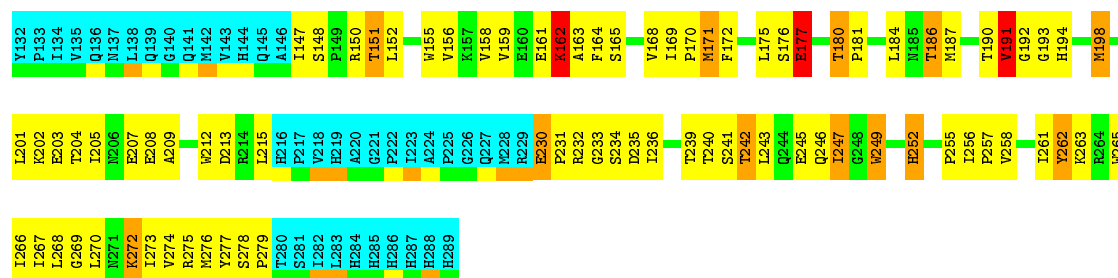 Y132 P133 I134 V135 Q136 N137 L138 Q139 G140 Q141 M142 V143 H144 Q145 A146 I147 S148 P149 R150 T151 L152 W155 V156 K157 V158 V159 E160 E161 K162 A163 F164 S165 V168 I169 P170 M171 F172 L175 S176 E177 T180 P181 L184 N185 T186 M187 T190 V191 G192 G193 H194 M198
L201 K202 E203 T204 I205 N206 E207 E208 A209 W212 D213 R214 L215 H216 P217 V218 H219 A220 G221 P222 I223 A224 P225 G226 Q227 M228 R229 E230 P231 R232 G233 S234 D235 I236 T239 T240 S241 T242 L243 Q244 E245 Q246 I247 G248 W249 H252 P255 I256 P257 V258 I261 Y262 K263 R264 W265
I266 I267 L268 G269 L270 N271 K272 I273 V274 R275 M276 Y277 S278 P279 T280 S281 I282 L283 H284 H285 H286 H287 H288 H289